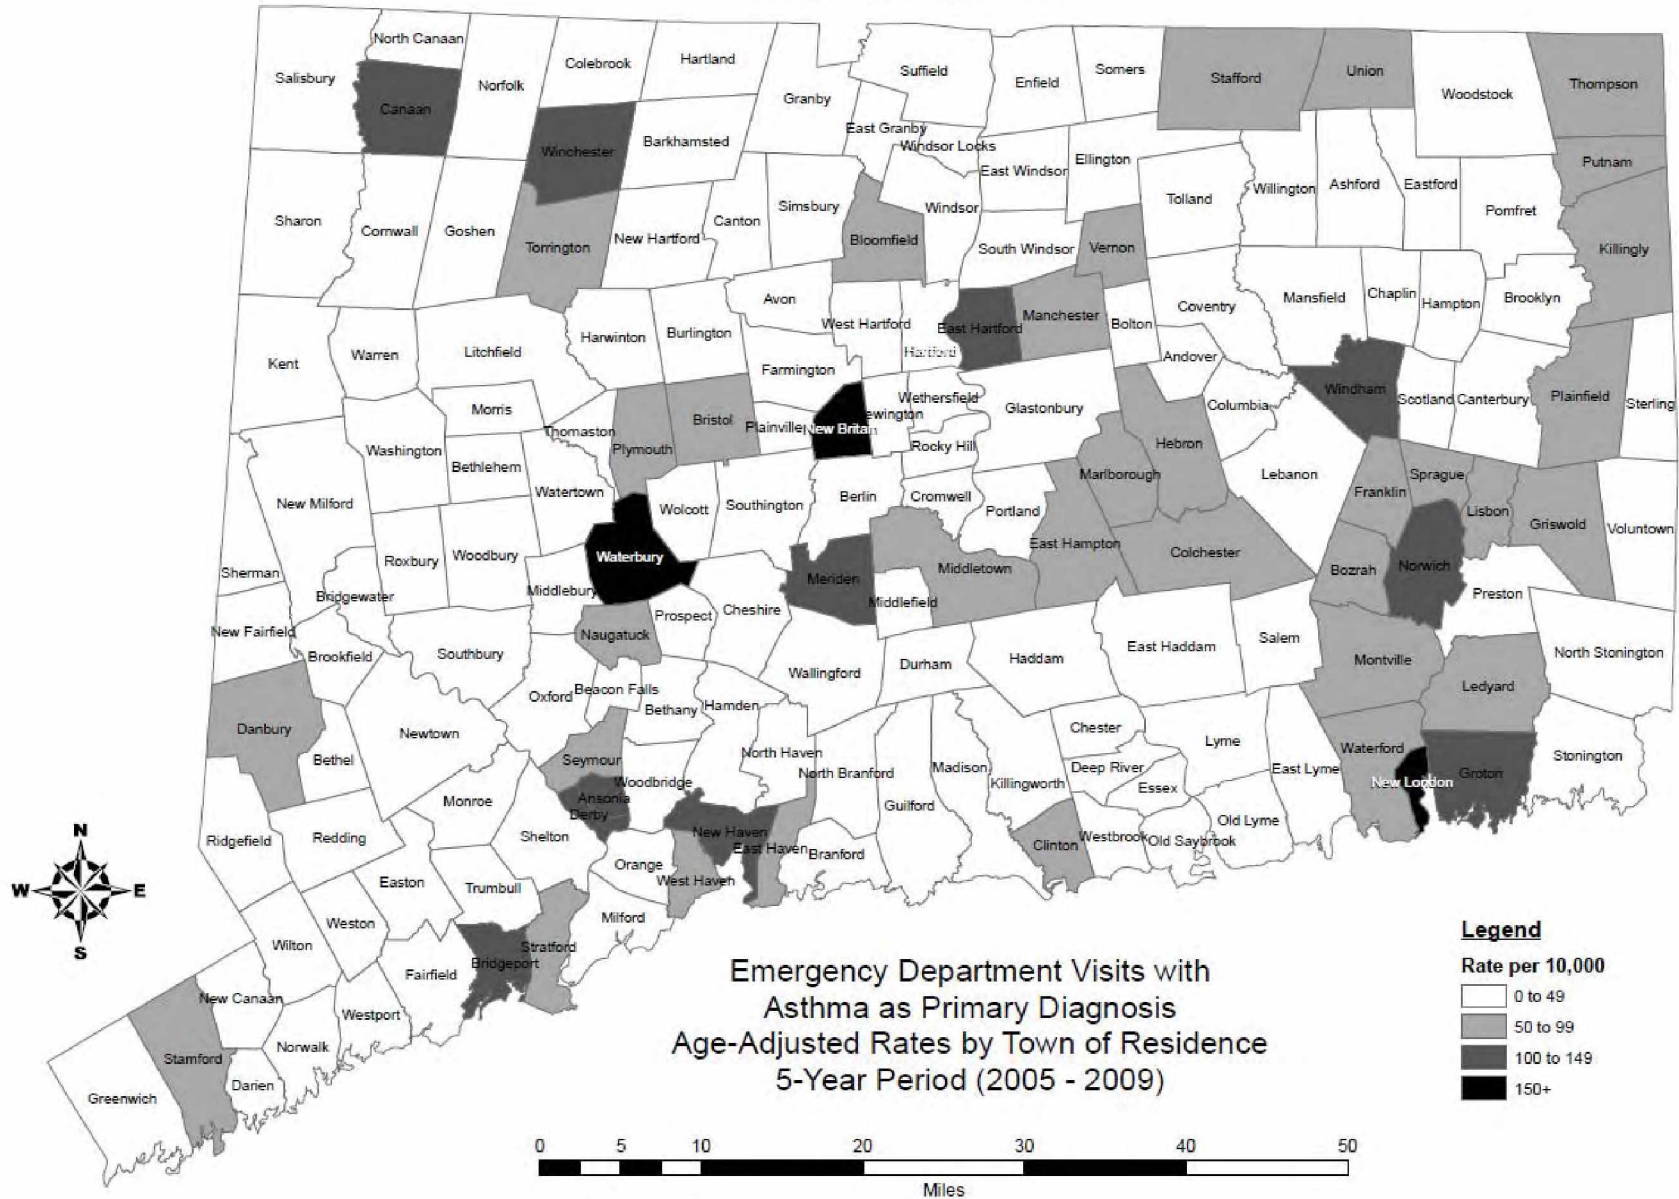 North Canaan
Colebrook
Hartland
Salisbury
Norfolk
Canaan
Granby
Suffield
Enfield
Somers
Stafford
Union
Woodstock
Thompson
Winchester
Barkhamsted
East Granby
Windsor Locks
East Windsor
Ellington
Putnam
Sharon
Cornwall
Goshen
Torrington
New Hartford
Canton
Simsbury
Bloomfield
Windsor
South Windsor
Vernon
Tolland
Willington
Ashford
Eastford
Pomfret
Killingly
Kent
Warren
Litchfield
Harwinton
Burlington
Avon
West Hartford
Hartford
East Hartford
Manchester
Bolton
Coventry
Mansfield
Chaplin
Hampton
Brooklyn
Farmington
Andover
Morris
Thomaston
Plymouth
Bristol
Plainville
New Britain
ewington
Wethersfield
Rocky Hill
Glastonbury
Hebron
Columbia
Windham
Scotland
Canterbury
Plainfield
Sterling
Washington
Bethlehem
Watertown
New Milford
Wolcott
Southington
Berlin
Cromwell
Portland
Marlborough
Lebanon
Franklin
Sprague
Lisbon
Griswold
Voluntown
Sherman
Roxbury
Woodbury
Waterbury
Middlebury
Bridgewater
Meriden
Middletown
Middlefield
East Hampton
Colchester
Bozrah
Norwich
Preston
New Fairfield
Brookfield
Southbury
Naugatuck
Prospect
Cheshire
Wallingford
Durham
Haddam
East Haddam
Salem
Montville
North Stonington
Ledyard
Danbury
Bethel
Newtown
Oxford
Beacon Falls
Bethany
Hamden
North Haven
North Branford
Guilford
Madison
Killingworth
Chester
Deep River
Essex
Lyme
East Lyme
Waterford
New London
Groton
Stonington
Seymour
Woodbridge
Ansonia
Derby
Monroe
Ridgefield
Redding
Shelton
Orange
New Haven
East Haven
West Haven
Branford
Clinton
Westbrook
Old Saybrook
Old Lyme
Easton
Trumbull
Weston
Wilton
Milford
Stratford
Bridgeport
Fairfield
New Canaan
Westport
Norwalk
Stamford
Darien
Greenwich
N
W
E
S
Emergency Department Visits with
Asthma as Primary Diagnosis
Age-Adjusted Rates by Town of Residence
5-Year Period (2005 - 2009)
Legend
Rate per 10,000
0 to 49
50 to 99
100 to 149
150+
0 5 10 20 30 40 50
Miles